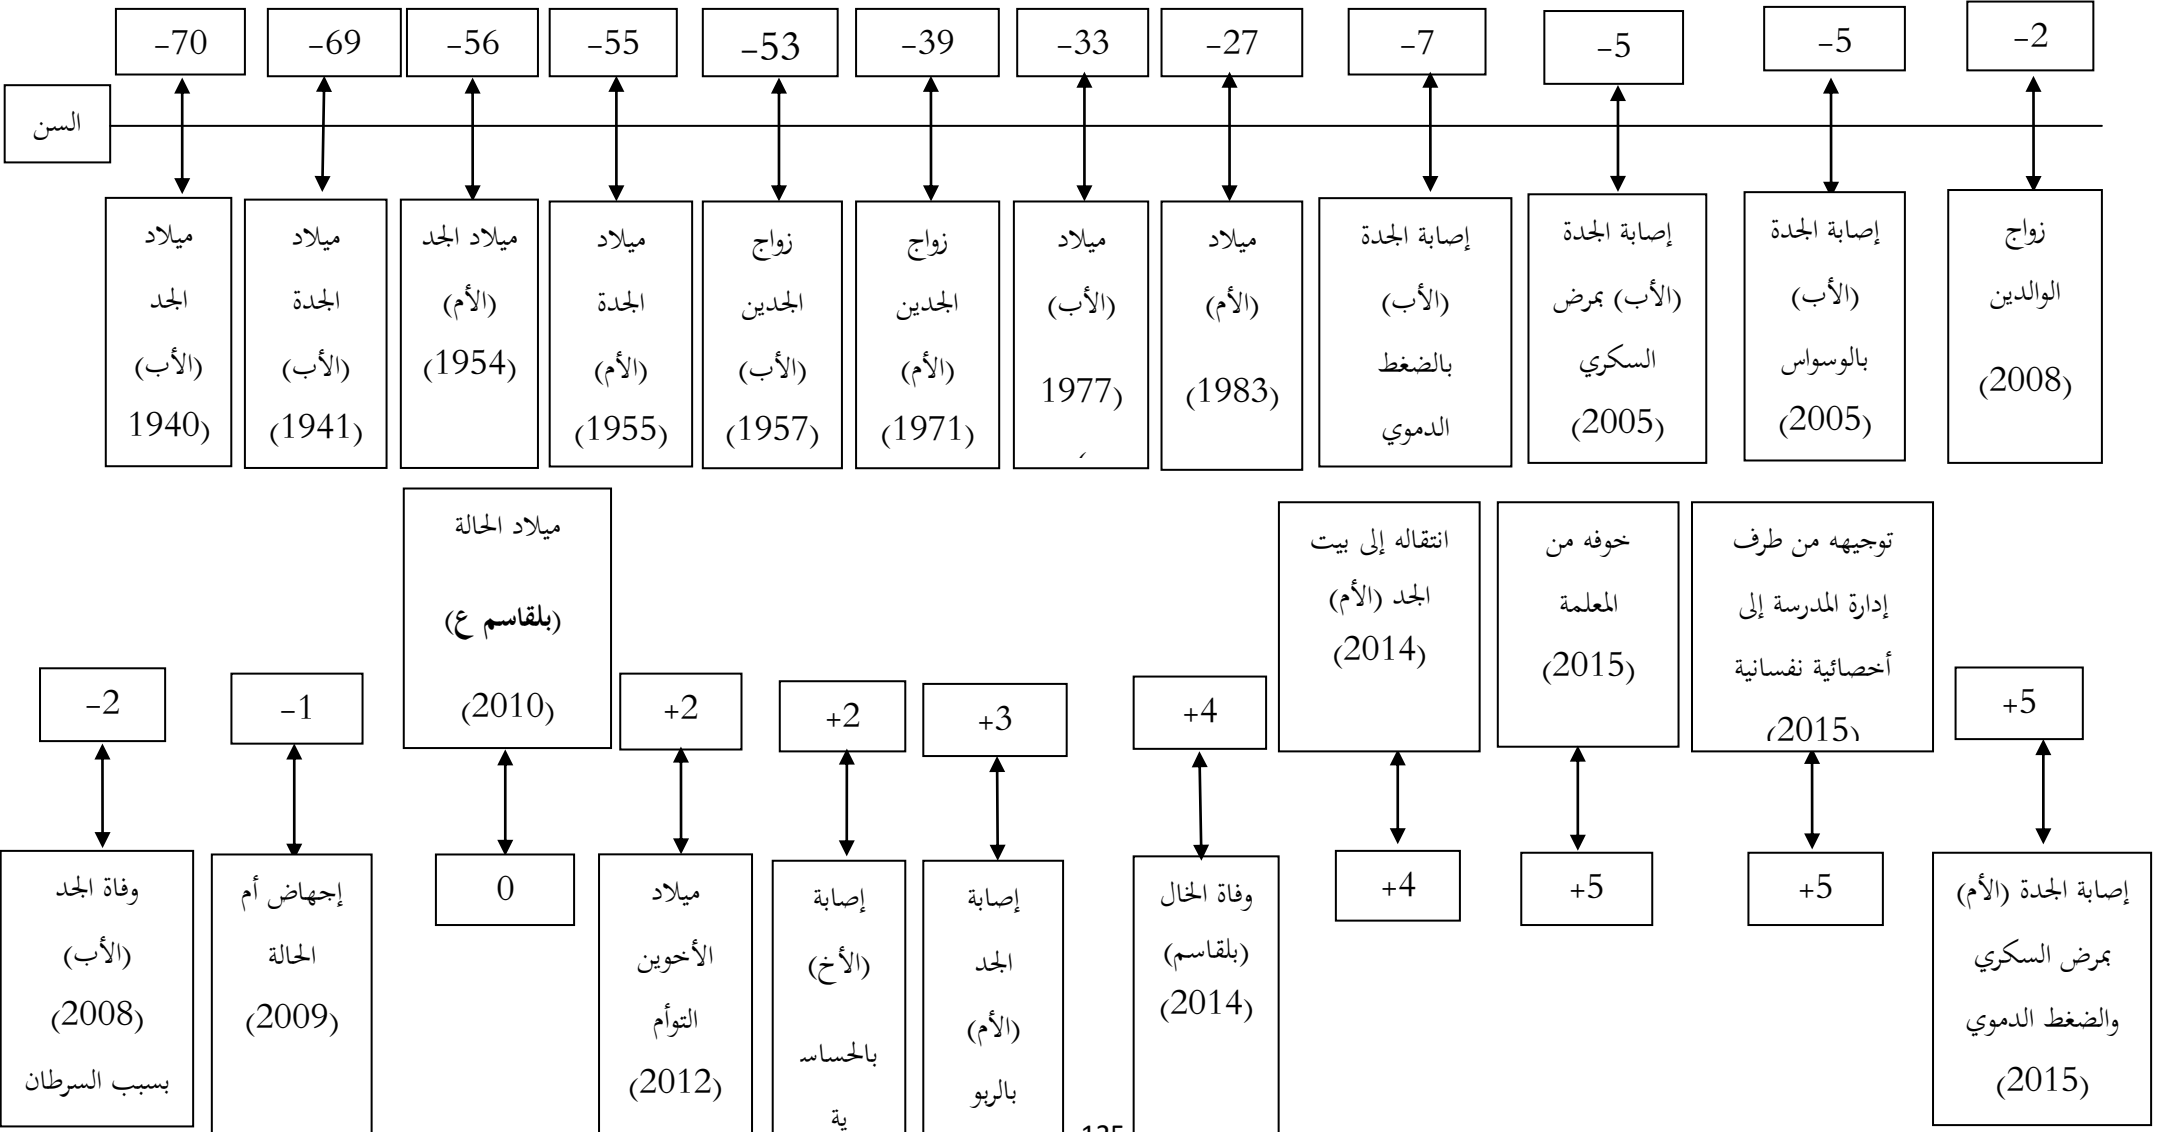 السن
-70
ميلاد
الجد
(الأب)
1940)
-69
ميلاد
الجدة
(الأب)
(1941)
-56
ميلاد الجد
(الأم)
(1954)
-55
ميلاد
الجدة
(الأم)
(1955)
-53
زواج
الجدين
(الأب)
(1957)
-39
زواج
الجدين
(الأم)
(1971)
-33
ميلاد
(الأب)
1977)
-27
ميلاد
(الأم)
(1983)
-7
إصابة الجدة
(الأب)
بالضغط
الدموي
-5
إصابة الجدة
(الأب) بمرض
السكري
(2005)
-5
إصابة الجدة
(الأب)
بالوسواس
(2005)
-2
زواج
الوالدين
(2008)
-2
وفاة الجد
(الأب)
(2008)
بسبب السرطان
-1
إجهاض أم
الحالة
(2009)
ميلاد الحالة
(بلقاسم ع)
(2010)
0
+2
ميلاد
الأخوين
التوأم
(2012)
+2
إصابة
(الأخ)
بالحساسـ
ية
+3
إصابة
الجد
(الأم)
بالربو
+4
وفاة الخال
(بلقاسم)
(2014)
انتقاله إلى بيت
الجد (الأم)
(2014)
+4
خوفه من
المعلمة
(2015)
+5
توجيهه من طرف
إدارة المدرسة إلى
أخصائية نفسانية
(2015)
+5
+5
إصابة الجدة (الأم)
بمرض السكري
والضغط الدموي
(2015)